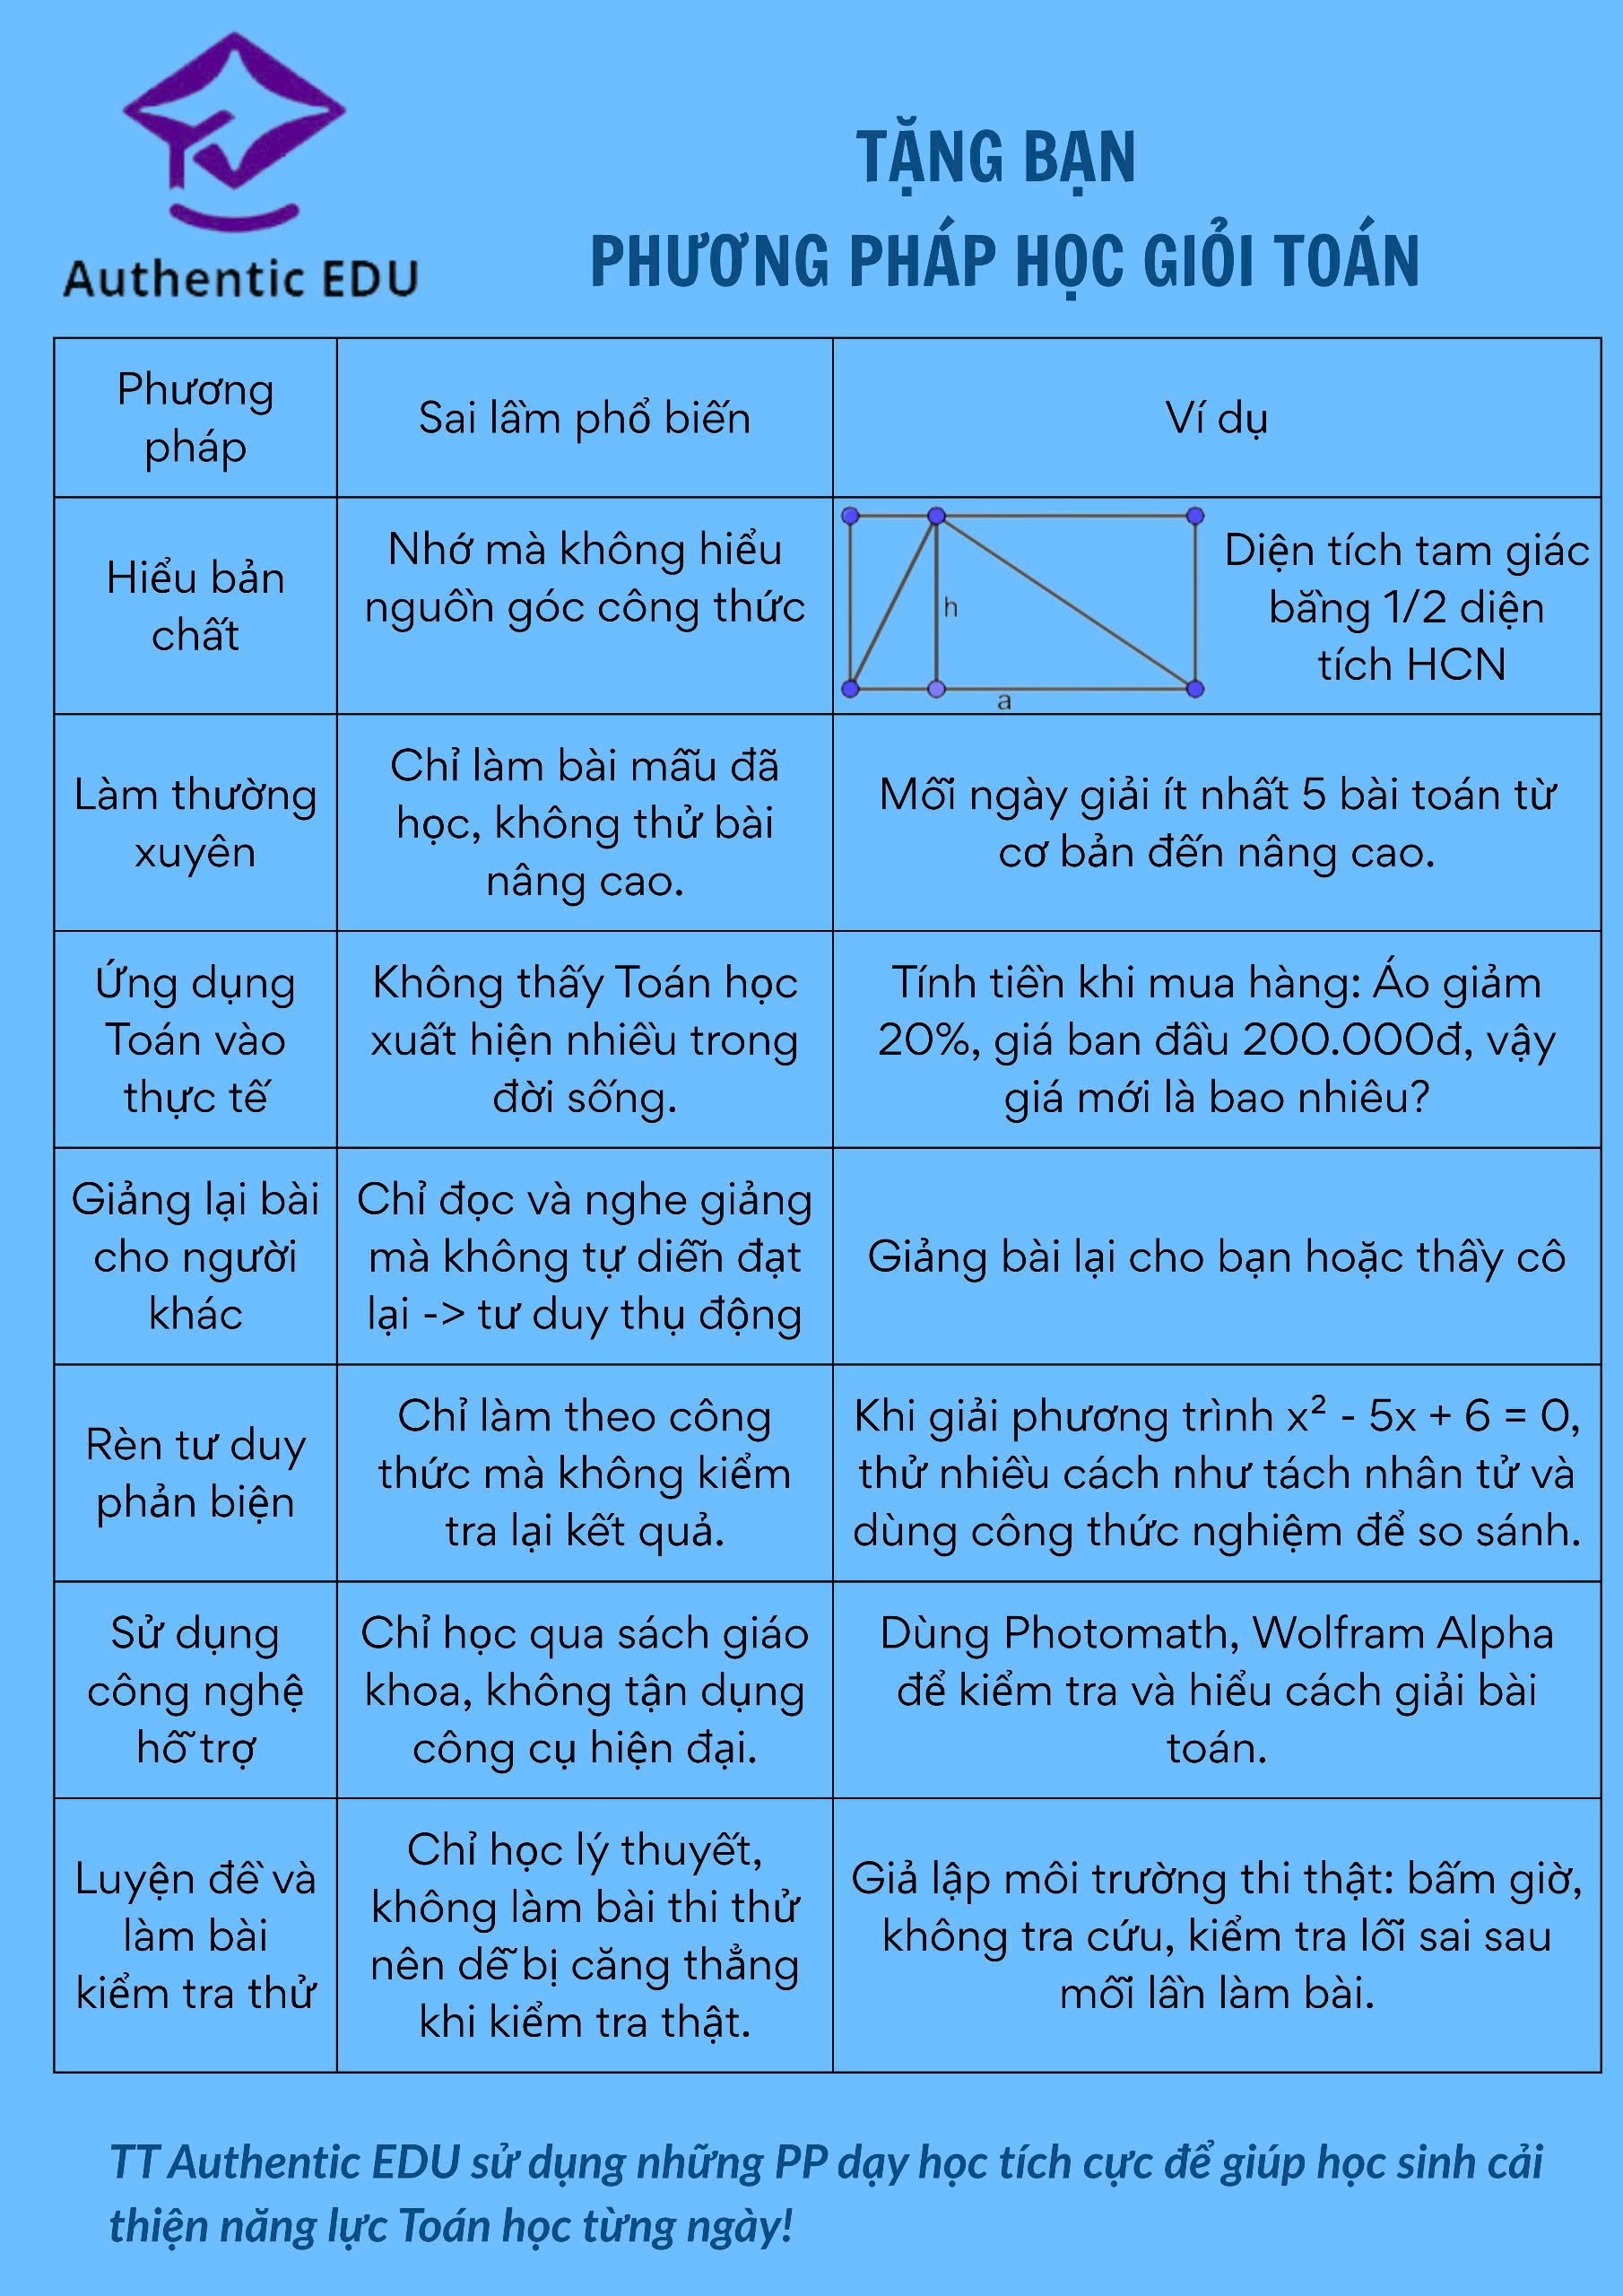 Authentic EDU
TẶNG BẠN
PHƯƠNG PHÁP HỌC GIỎI TOÁN
Phương
pháp
Sai lầm phổ biến
Ví dụ
Hiểu bản
chất
Nhớ mà không hiểu
nguồn góc công thức
h
a
Diện tích tam giác
bằng 1/2 diện
tích HCN
Làm thường
xuyên
Chỉ làm bài mẫu đã
học, không thử bài
nâng cao.
Mỗi ngày giải ít nhất 5 bài toán từ
cơ bản đến nâng cao.
Ứng dụng
Toán vào
thực tế
Không thấy Toán học
xuất hiện nhiều trong
đời sống.
Tính tiền khi mua hàng: Áo giảm
20%, giá ban đầu 200.000đ, vậy
giá mới là bao nhiêu?
Giảng lại bài
cho người
khác
Chỉ đọc và nghe giảng
mà không tự diễn đạt
lại -> tư duy thụ động
Giảng bài lại cho bạn hoặc thầy cô
Rèn tư duy
phản biện
Chỉ làm theo công
thức mà không kiểm
tra lại kết quả.
Khi giải phương trình x² - 5x + 6 = 0,
thử nhiều cách như tách nhân tử và
dùng công thức nghiệm để so sánh.
Sử dụng
công nghệ
hỗ trợ
Chỉ học qua sách giáo
khoa, không tận dụng
công cụ hiện đại.
Dùng Photomath, Wolfram Alpha
để kiểm tra và hiểu cách giải bài
toán.
Luyện đề và
làm bài
kiểm tra thử
Chỉ học lý thuyết,
không làm bài thi thử
nên dễ bị căng thẳng
khi kiểm tra thật.
Giả lập môi trường thi thật: bấm giờ,
không tra cứu, kiểm tra lỗi sai sau
mỗi lần làm bài.
TT Authentic EDU sử dụng những PP dạy học tích cực để giúp học sinh cải
thiện năng lực Toán học từng ngày!